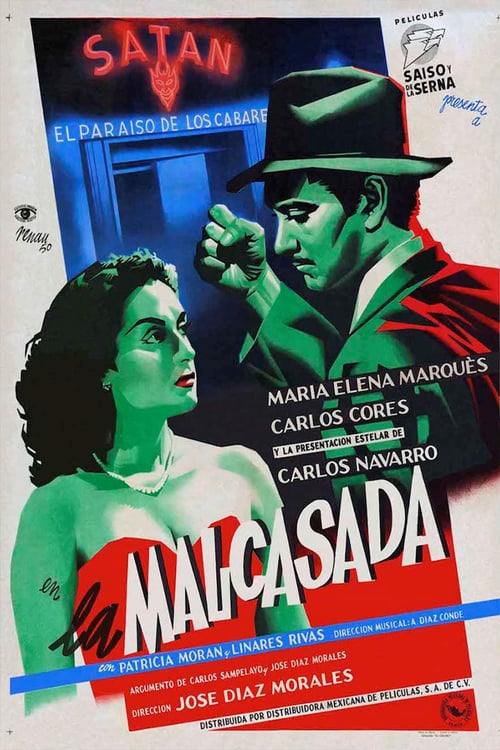 PELICULAS
SAISO Y
DE LA SERNA
presenta
a
SATAN
EL PARAISO DE LOS CABARE
Renau
50
MARIA ELENA MARQUÈS
CARLOS CORES
Y LA PRESENTACION ESTELAR DE
CARLOS NAVARRO
en
la MALCASADA
con PATRICIA MORAN y LINARES RIVAS DIRECCION MUSICAL: A. DIAZ CONDE
ARGUMENTO DE CARLOS SAMPELAYO y JOSE DIAZ MORALES
DIRECCION JOSE DIAZ MORALES
DISTRIBUIDA POR DISTRIBUIDORA MEXICANA DE PELICULAS, S.A. DE C.V.